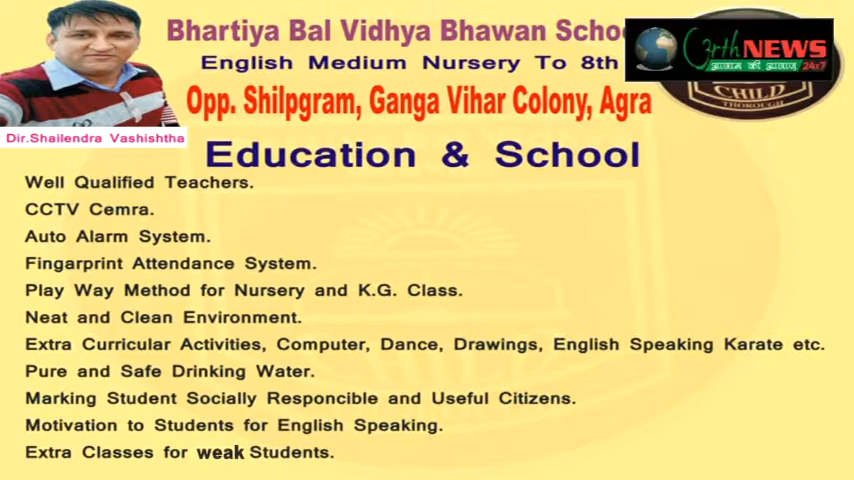 Bhartiya Bal Vidhya Bhawan
English Medium Nursery To 8th
NEWS
आवाम की आवाज़ 24x7
CHILD
THOROUGH
Opp. Shilpgram, Ganga Vihar Colony, Agra
Dir.Shailendra Vashishtha
Education & School
Well Qualified Teachers.
CCTV Cemra.
Auto Alarm System.
Fingarprint Attendance System.
Play Way Method for Nursery and K.G. Class.
Neat and Clean Environment.
Extra Curricular Activities, Computer, Dance, Drawings, English Speaking Karate etc.
Pure and Safe Drinking Water.
Marking Student Socially Responcible and Useful Citizens.
Motivation to Students for English Speaking.
Extra Classes for weak Students.